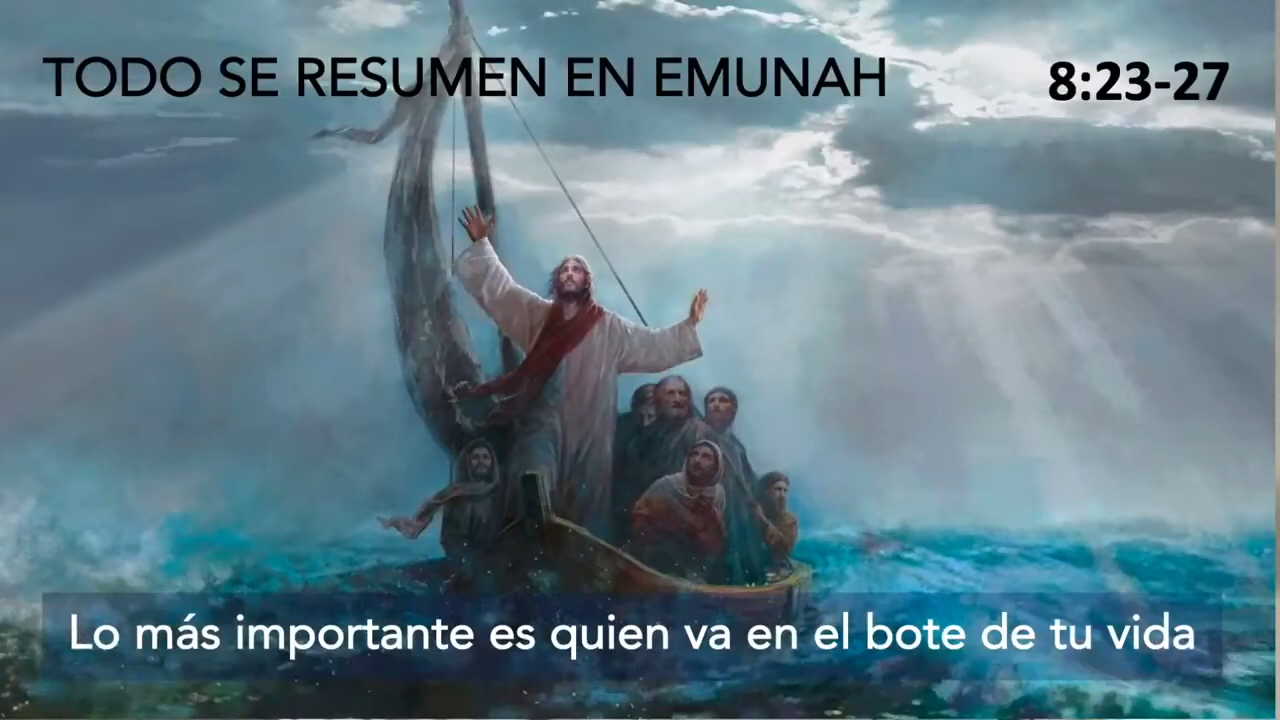 TODO SE RESUMEN EN EMUNAH
8:23-27
Lo más importante es quien va en el bote de tu vida